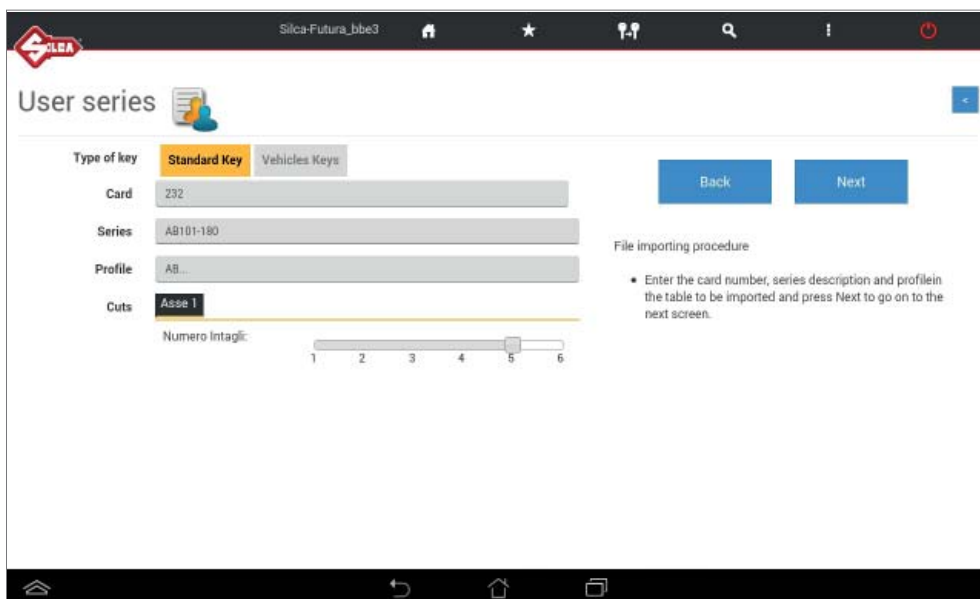 SILCA
Silca-Futura_bbe3
User series
<
Type of key
Standard Key
Vehicles Keys
Card
232
Series
AB101-180
Profile
AB...
Cuts
Asse 1
Numero Intagli:
1 2 3 4 5 6
Back
Next
File importing procedure
• Enter the card number, series description and profilein
the table to be imported and press Next to go on to the
next screen.